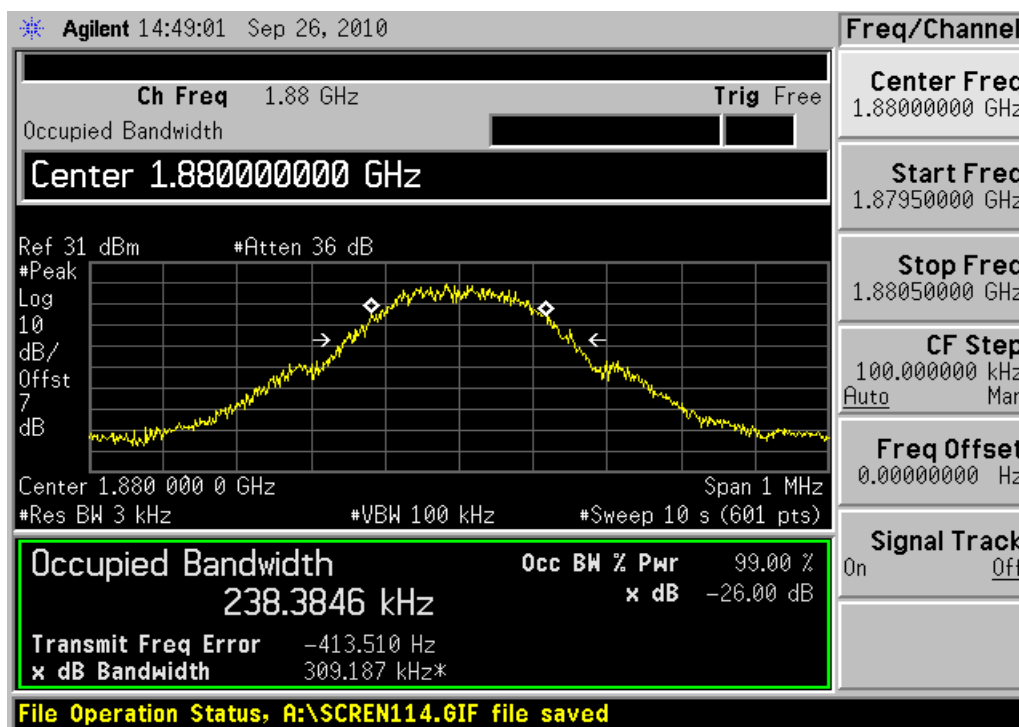 Agilent 14:49:01 Sep 26, 2010
Ch Freq 1.88 GHz Trig Free
Occupied Bandwidth
Center 1.880000000 GHz
Ref 31 dBm #Atten 36 dB
#Peak
Log
10
dB/
Offst
7
dB
Center 1.880 000 0 GHz Span 1 MHz
#Res BW 3 kHz #VBW 100 kHz #Sweep 10 s (601 pts)
Occupied Bandwidth Occ BW % Pwr 99.00 %
238.3846 kHz x dB -26.00 dB
Transmit Freq Error -413.510 Hz
x dB Bandwidth 309.187 kHz*
File Operation Status, A:\SCREN114.GIF file saved
Freq/Channel
Center Freq
1.88000000 GHz
Start Freq
1.87950000 GHz
Stop Freq
1.88050000 GHz
CF Step
100.000000 kHz
Auto Man
Freq Offset
0.00000000 Hz
Signal Track
On Off